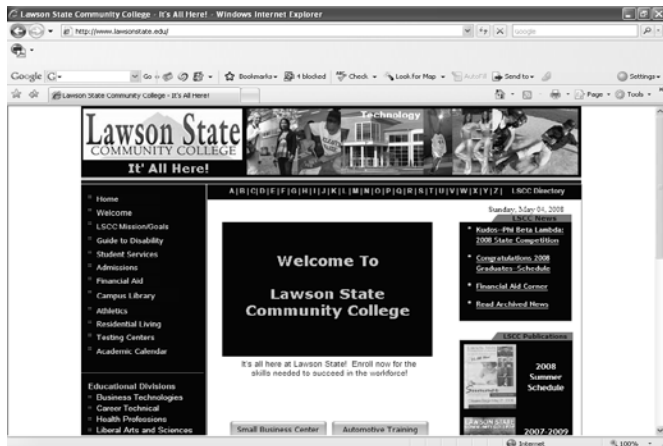 Lawson State Community College - It's All Here! - Windows Internet Explorer
http://www.lawsonstate.edu/
Google
Google G
Go
Bookmarks
4 blocked
Check
Look for Map
AutoFill
Send to
Settings
Lawson State Community College - It's All Here!
Page
Tools
Technology
Lawson State
COMMUNITY COLLEGE
It' All Here!
A|B|C|D|E|F|G|H|I|J|K|L|M|N|O|P|Q|R|S|T|U|V|W|X|Y|Z| LSCC Directory
Home
Welcome
LSCC Mission/Goals
Guide to Disability
Student Services
Admissions
Financial Aid
Campus Library
Athletics
Residential Living
Testing Centers
Academic Calendar
Educational Divisions
Business Technologies
Career Technical
Health Professions
Liberal Arts and Sciences
Welcome To
Lawson State
Community College
It's all here at Lawson State! Enroll now for the
skills needed to succeed in the workforce!
Small Business Center
Automotive Training
Sunday, May 04, 2008
LSCC News
Kudos--Phi Beta Lambda:
2008 State Competition
Congratulations 2008
Graduates--Schedule
Financial Aid Corner
Read Archived News
LSCC Publications
2008
Summer
Schedule
LAWSON STATE
2007-2009
Internet
100%